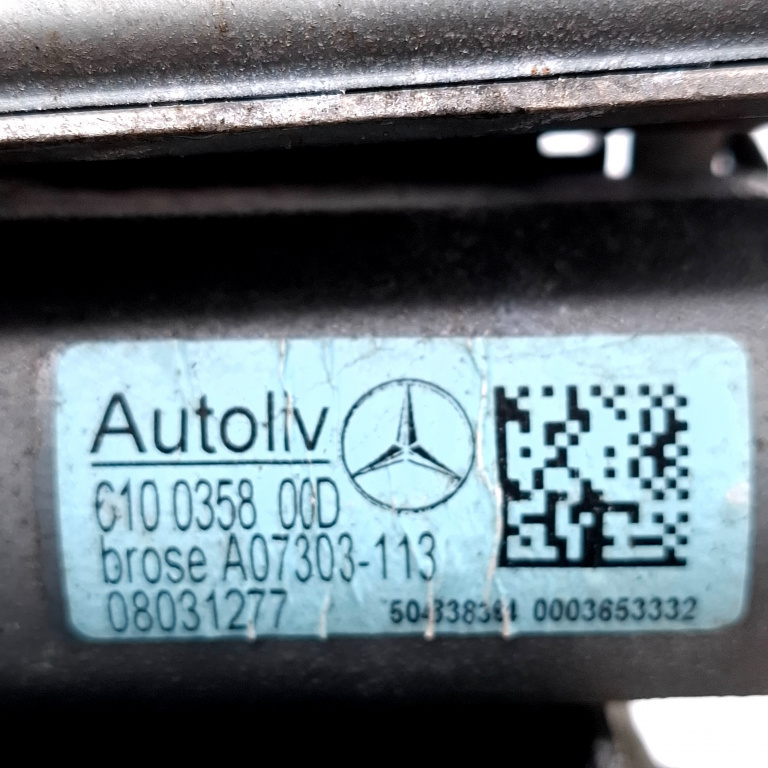 Autoliv
610 0358 00D
brose A07303-113
08031277
0003653332